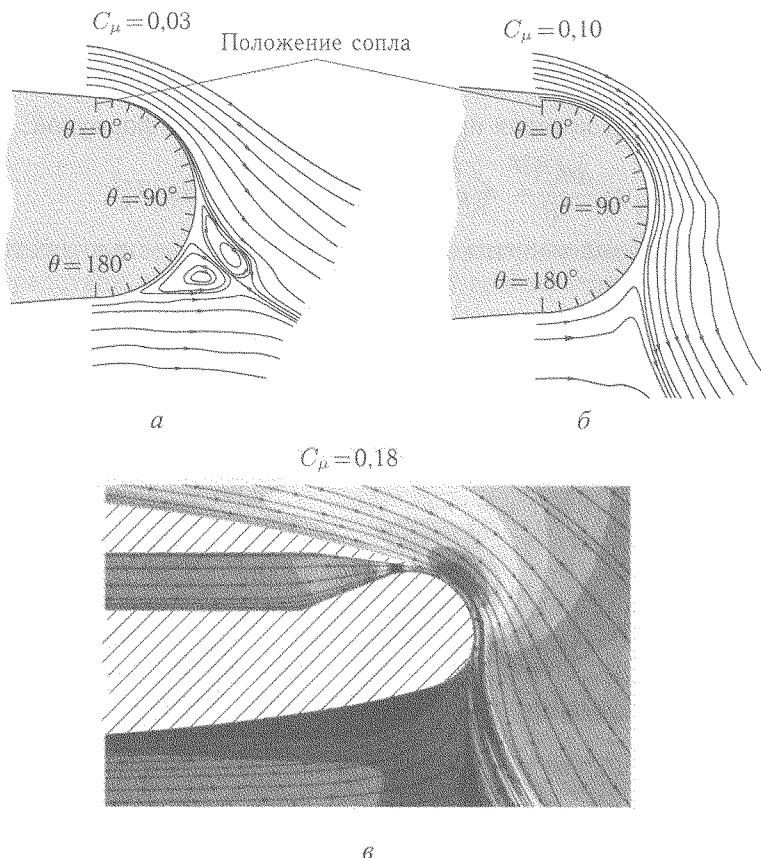 C_μ=0,03
Положение сопла
C_μ=0,10
θ=0°
θ=90°
θ=180°
θ=0°
θ=90°
θ=180°
а
б
C_μ=0,18
в